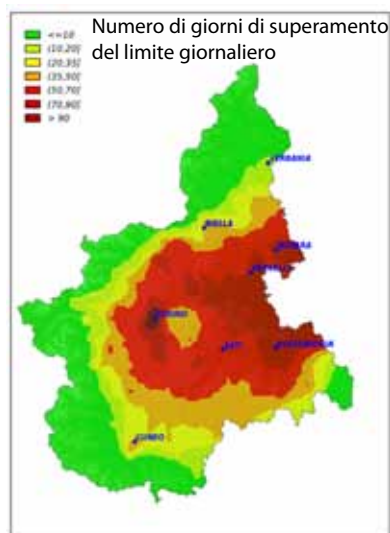 Numero di giorni di superamento
del limite giornaliero
<=10
(10,20]
(20,35]
(35,50]
(50,70]
(70,90]
> 90
VERBANIA
BIELLA
NOVARA
VERCELLI
TORINO
ASTI
ALESSANDRIA
CUNEO